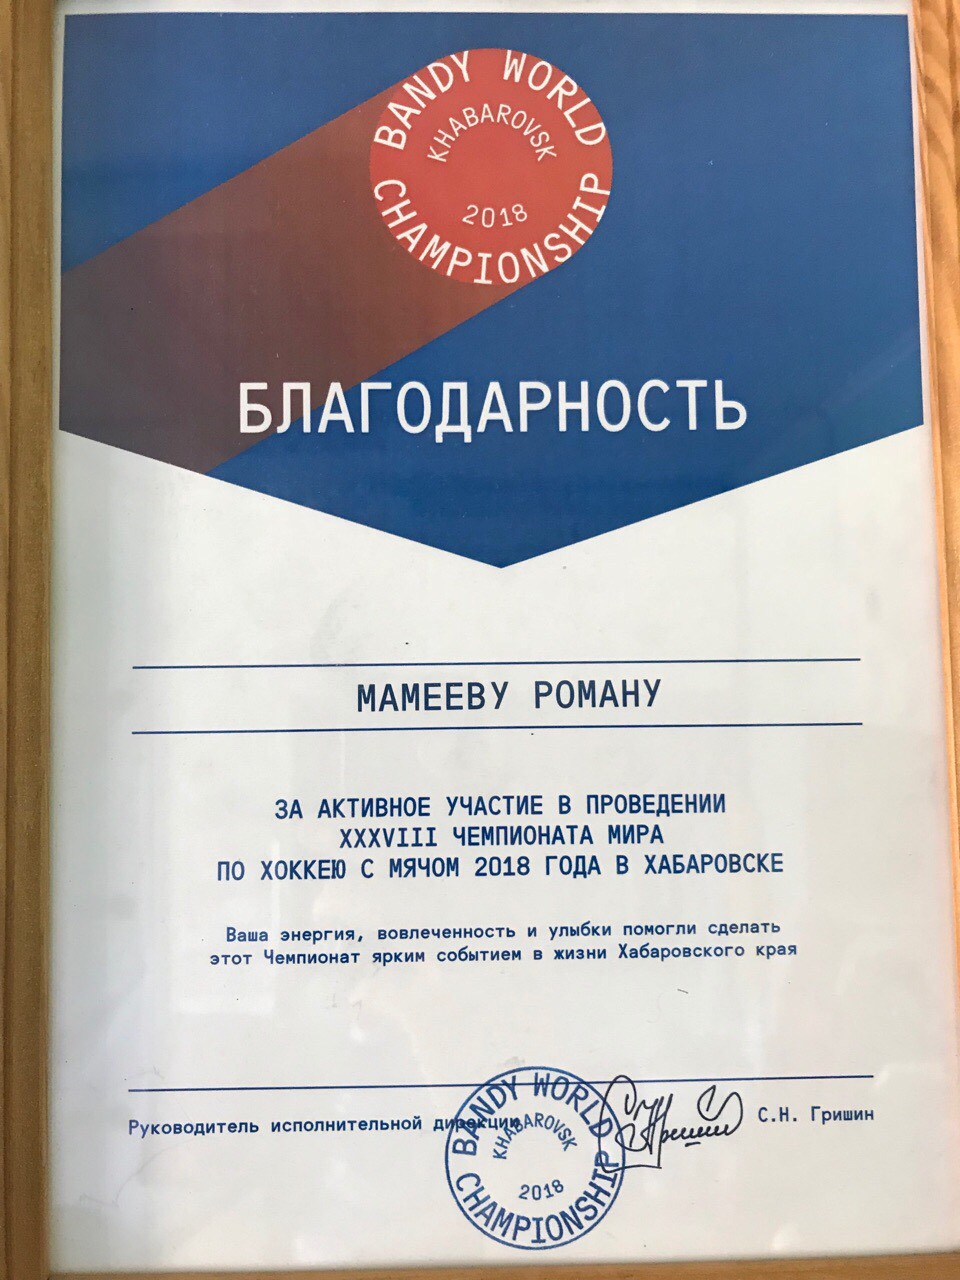 BANDY WORLD
KHABAROVSK
2018
CHAMPIONSHIP
БЛАГОДАРНОСТЬ
МАМЕЕВУ РОМАНУ
ЗА АКТИВНОЕ УЧАСТИЕ В ПРОВЕДЕНИИ
XXXVIII ЧЕМПИОНАТА МИРА
ПО ХОККЕЮ С МЯЧОМ 2018 ГОДА В ХАБАРОВСКЕ
Ваша энергия, вовлеченность и улыбки помогли сделать
этот Чемпионат ярким событием в жизни Хабаровского края
Руководитель исполнительной дирекции
С.Н. Гришин
BANDY WORLD
KHABAROVSK
2018
CHAMPIONSHIP